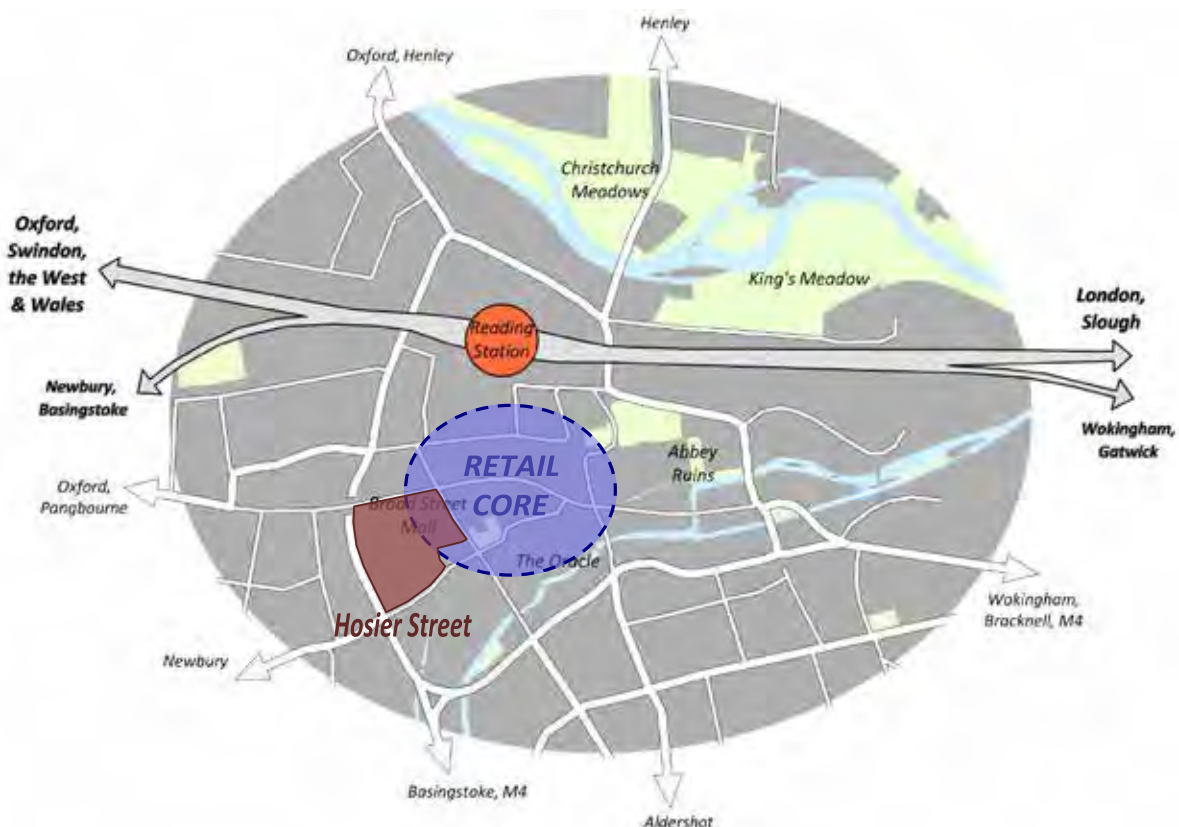 Henley
Oxford, Henley
Christchurch
Meadows
Oxford,
Swindon,
the West
& Wales
King's Meadow
London,
Slough
Reading
Station
Newbury,
Basingstoke
Wokingham,
Gatwick
Abbey
Ruins
RETAIL
CORE
Oxford,
Pangbourne
Broad Street
Mall
The Oracle
Wokingham,
Bracknell, M4
Hosier Street
Newbury
Basingstoke, M4
Aldershot